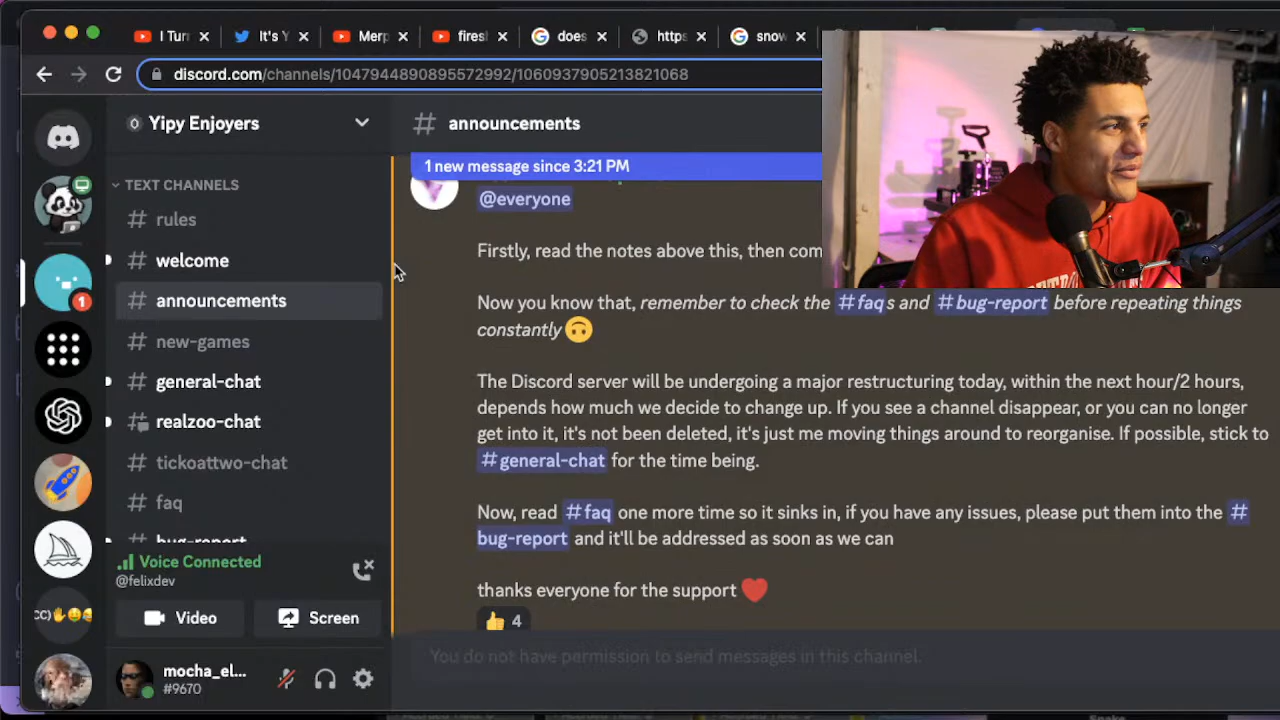 I Tur
It's Y
Merp
fires
does
https
snow
discord.com/channels/1047944890895572992/1060937905213821068
Yipy Enjoyers
TEXT CHANNELS
# rules
# welcome
1
# announcements
# new-games
# general-chat
# realzoo-chat
# tickoattwo-chat
# faq
# bug-report
Voice Connected
@felixdev
Video
Screen
mocha_el...
#9670
# announcements
1 new message since 3:21 PM
@everyone
Firstly, read the notes above this, then com
Now you know that, remember to check the #faqs and #bug-report before repeating things
constantly
The Discord server will be undergoing a major restructuring today, within the next hour/2 hours,
depends how much we decide to change up. If you see a channel disappear, or you can no longer
get into it, it's not been deleted, it's just me moving things around to reorganise. If possible, stick to
#general-chat for the time being.
Now, read #faq one more time so it sinks in, if you have any issues, please put them into the #
bug-report and it'll be addressed as soon as we can
thanks everyone for the support
4
You do not have permission to send messages in this channel.